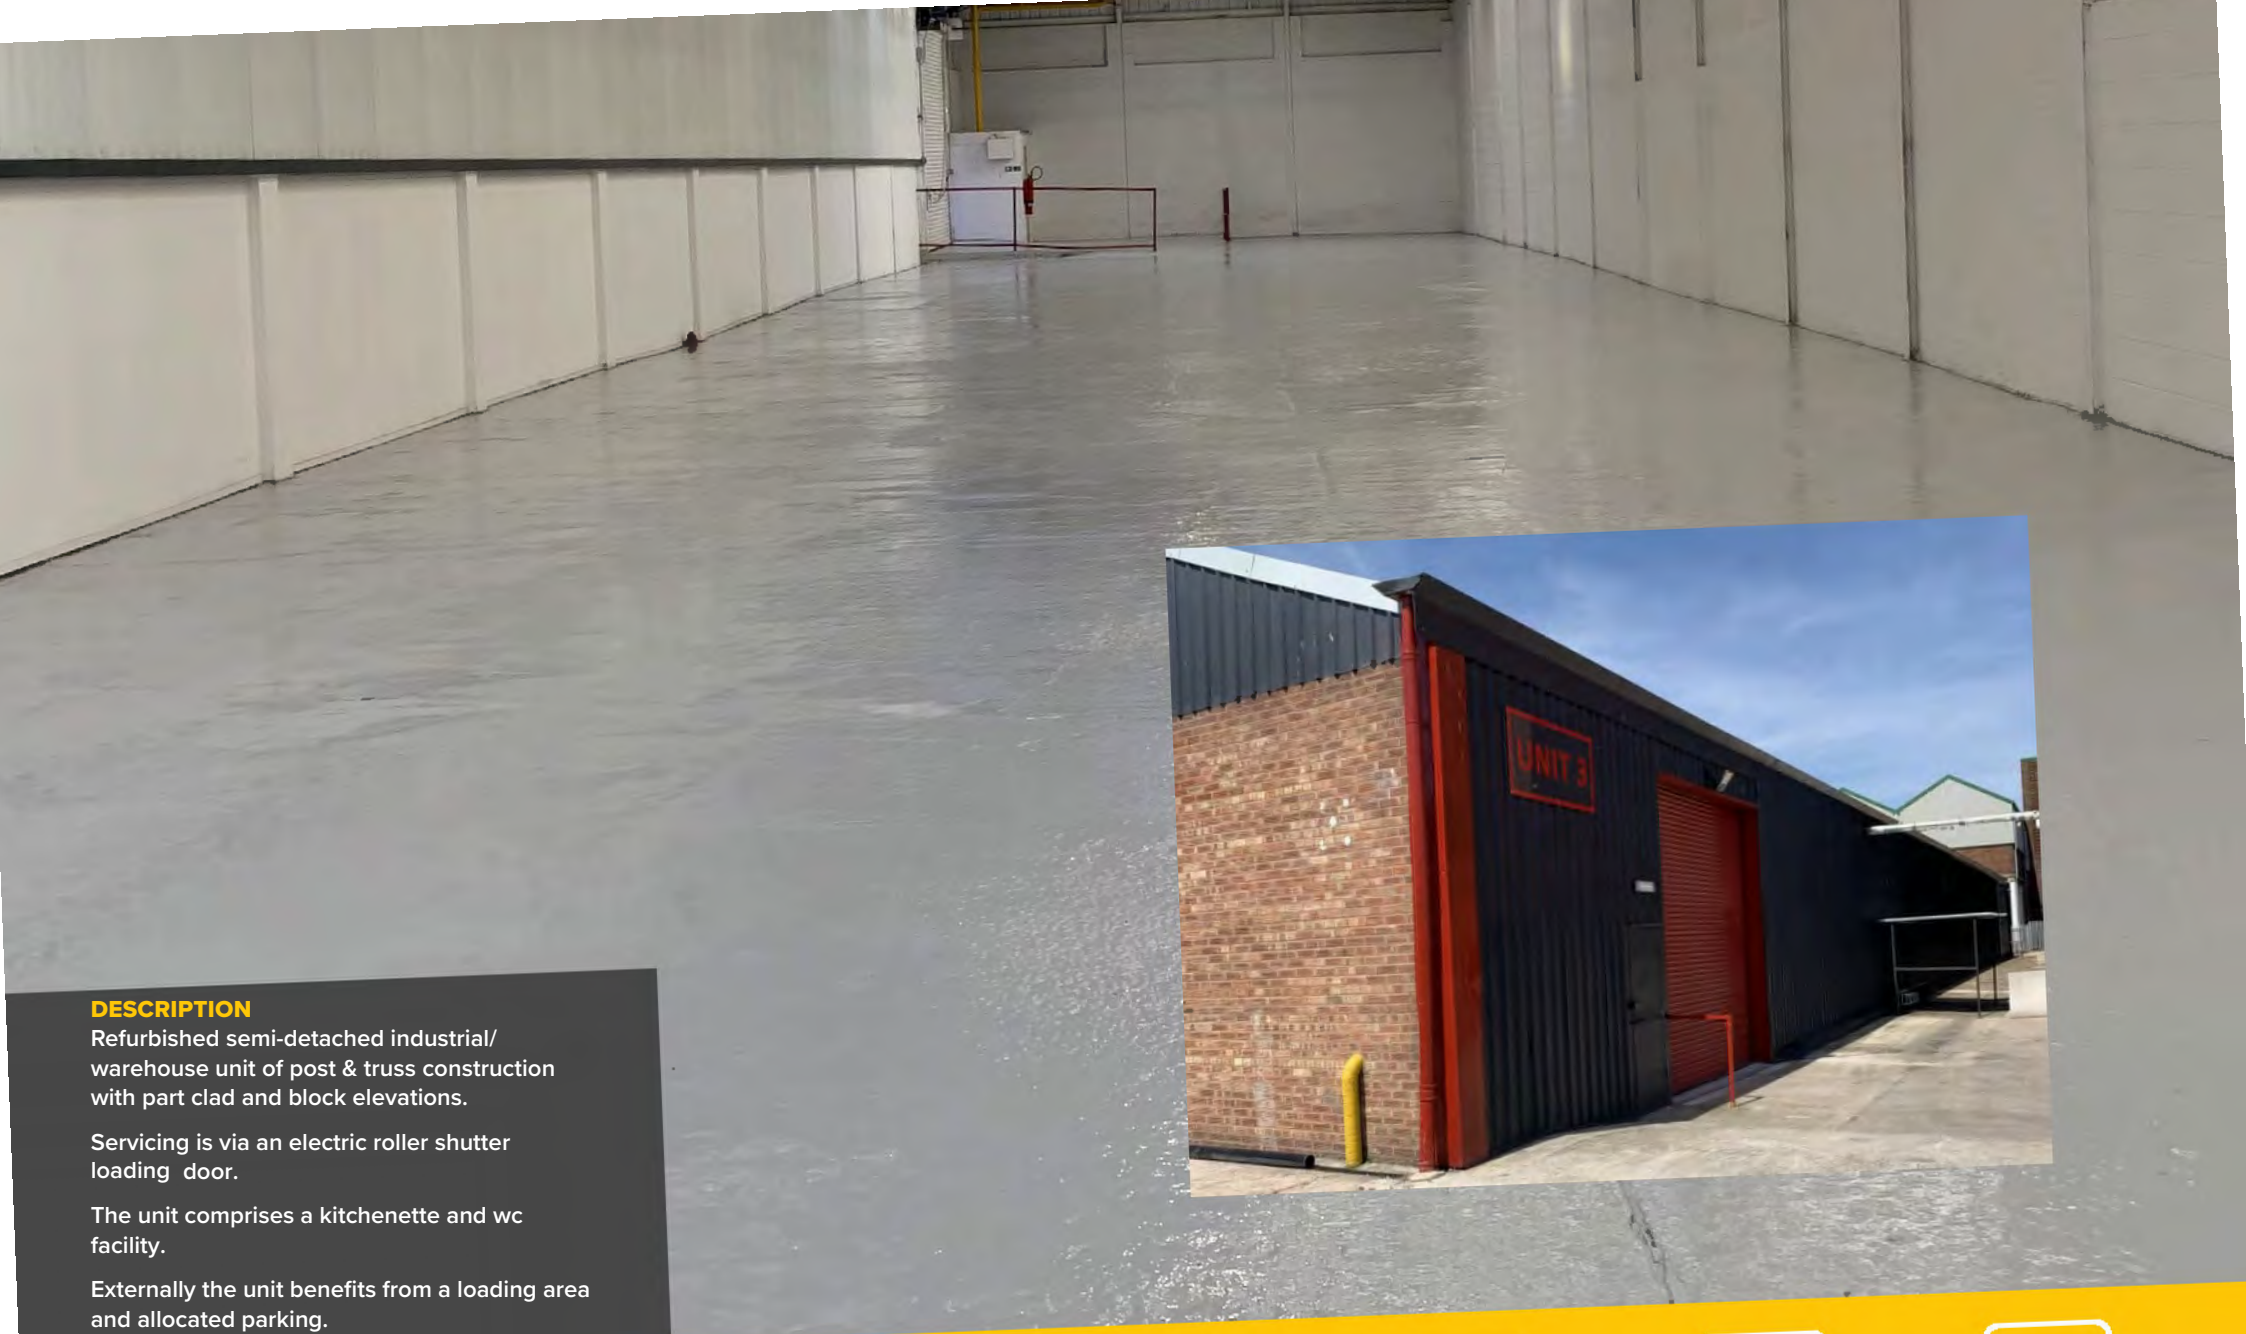 UNIT 3
DESCRIPTION
Refurbished semi-detached industrial/
warehouse unit of post & truss construction
with part clad and block elevations.
Servicing is via an electric roller shutter
loading door.
The unit comprises a kitchenette and wc
facility.
Externally the unit benefits from a loading area
and allocated parking.